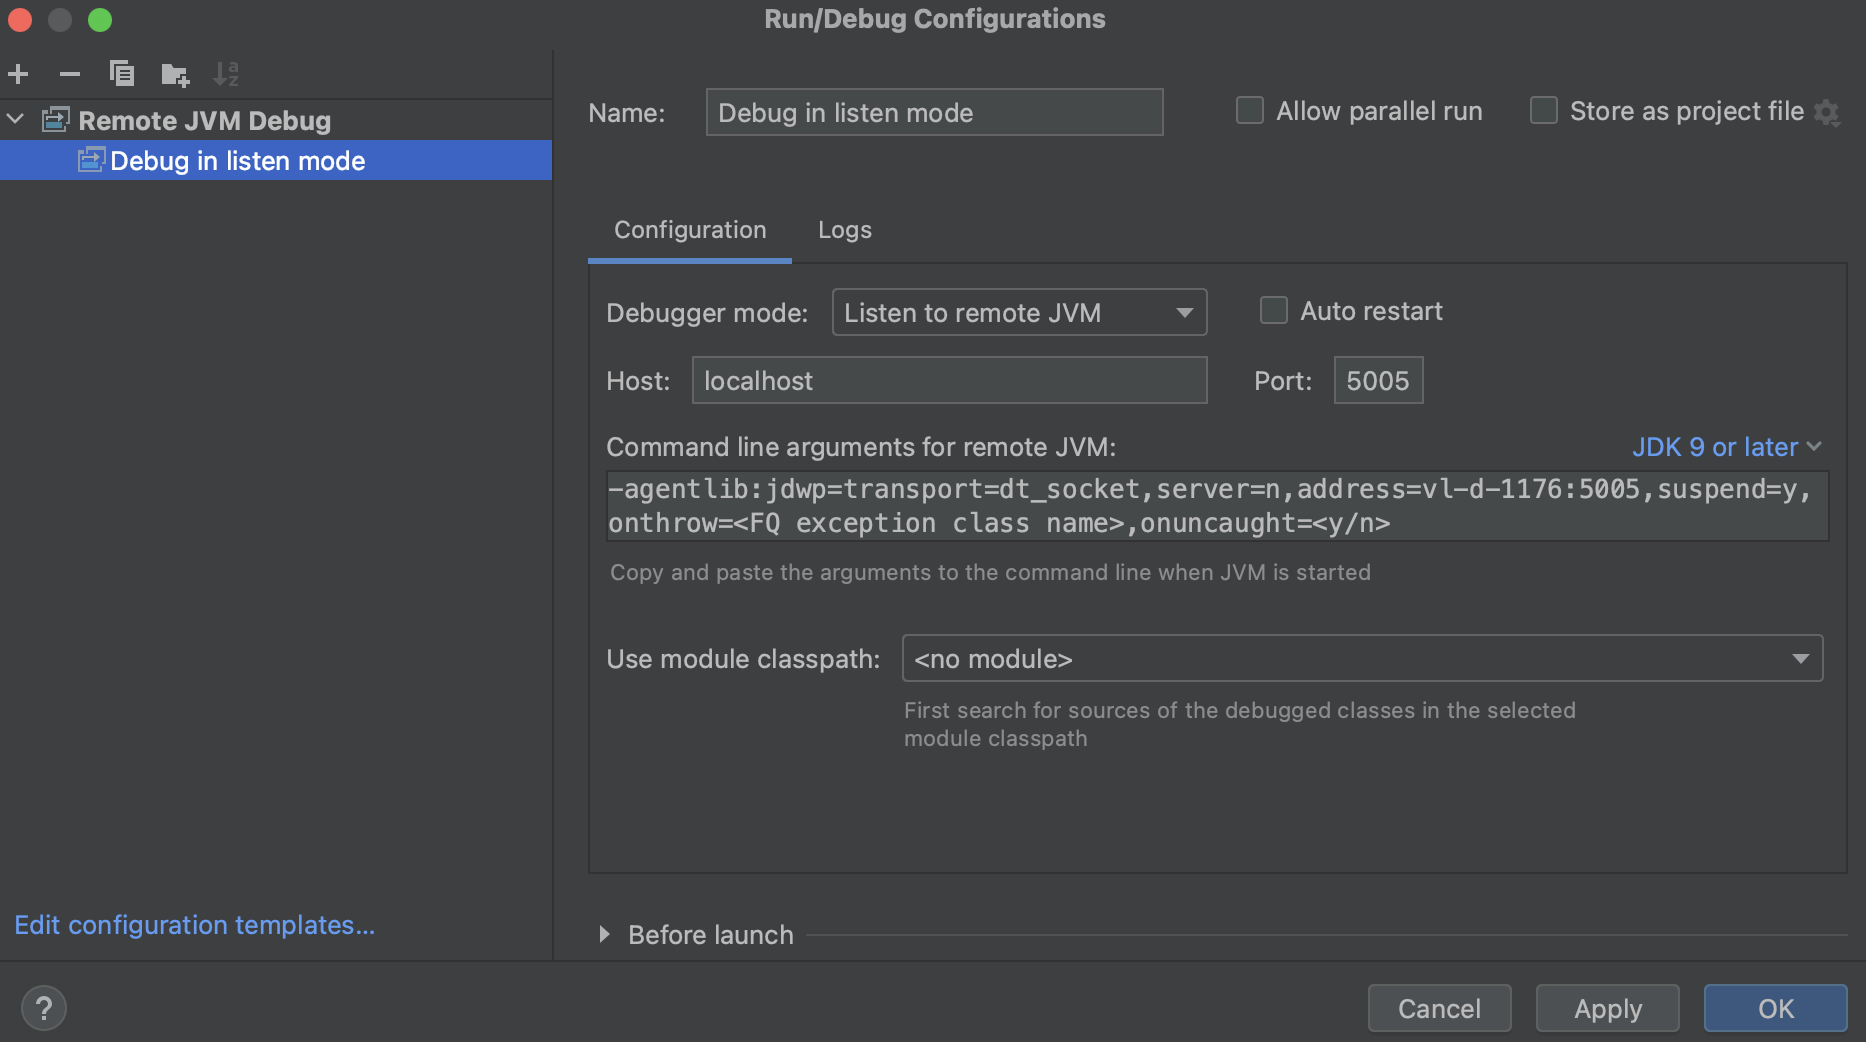 Run/Debug Configurations
Remote JVM Debug
Debug in listen mode
Edit configuration templates...
Name: Debug in listen mode
Allow parallel run
Store as project file
Configuration Logs
Debugger mode: Listen to remote JVM
Auto restart
Host: localhost
Port: 5005
Command line arguments for remote JVM:
JDK 9 or later
-agentlib:jdwp=transport=dt_socket,server=n,address=vl-d-1176:5005,suspend=y,
onthrow=<FQ exception class name>,onuncaught=<y/n>
Copy and paste the arguments to the command line when JVM is started
Use module classpath: <no module>
First search for sources of the debugged classes in the selected
module classpath
Before launch
?
Cancel Apply OK